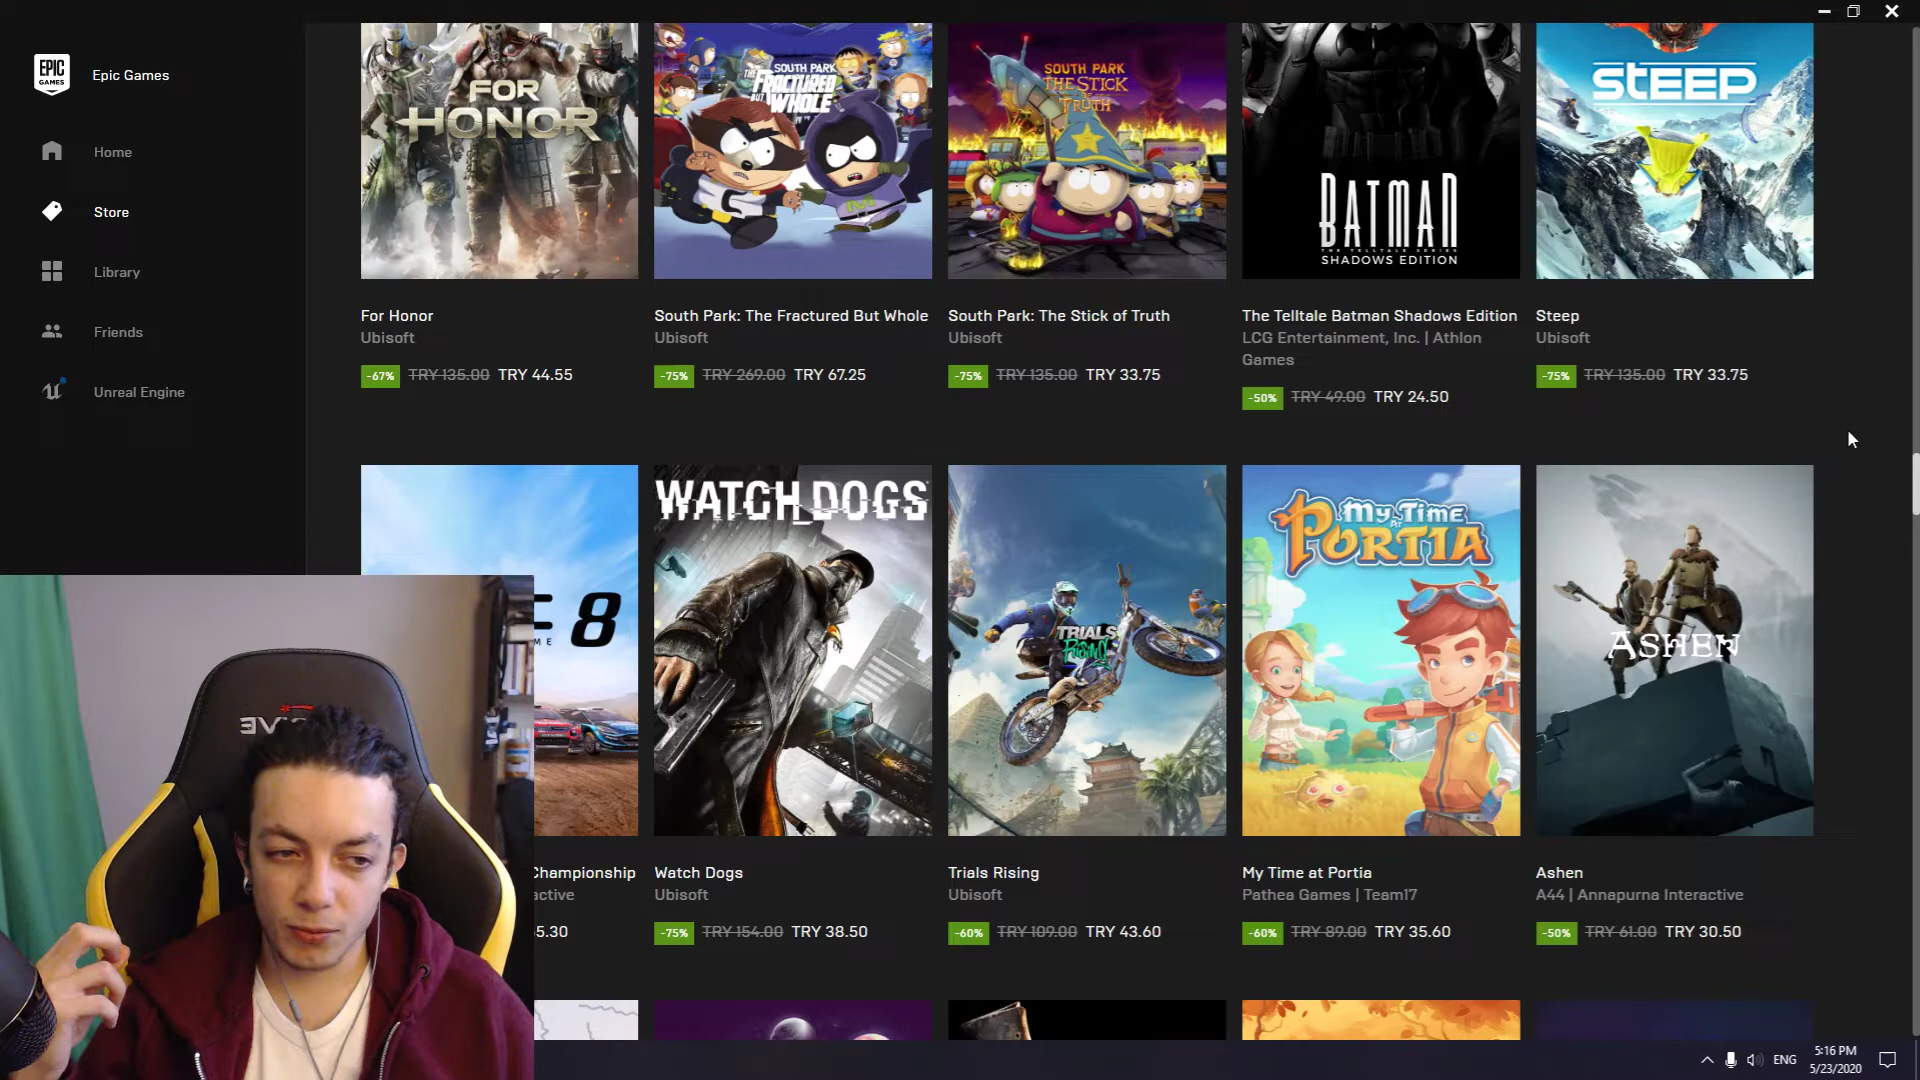 EPIC
GAMES
Epic Games
Home
Store
Library
Friends
Unreal Engine
FOR
HONOR
SOUTH PARK
THE
FRACTURED
BUT
WHOLE
SOUTH PARK
THE STICK
OF
TRUTH
BATMAN
THE TELLTALE SERIES
SHADOWS EDITION
STEEP
For Honor
Ubisoft
-67% TRY 135.00 TRY 44.55
South Park: The Fractured But Whole
Ubisoft
-75% TRY 269.00 TRY 67.25
South Park: The Stick of Truth
Ubisoft
-75% TRY 135.00 TRY 33.75
The Telltale Batman Shadows Edition
LCG Entertainment, Inc. | Athlon
Games
-50% TRY 49.00 TRY 24.50
Steep
Ubisoft
-75% TRY 135.00 TRY 33.75
8
WATCH_DOGS
TRIALS
RISING
My Time
AT
PORTIA
ASHEN
Championship
active
5.30
Watch Dogs
Ubisoft
-75% TRY 154.00 TRY 38.50
Trials Rising
Ubisoft
-60% TRY 109.00 TRY 43.60
My Time at Portia
Pathea Games | Team17
-60% TRY 89.00 TRY 35.60
Ashen
A44 | Annapurna Interactive
-50% TRY 61.00 TRY 30.50
ENG
5:16 PM
5/23/2020